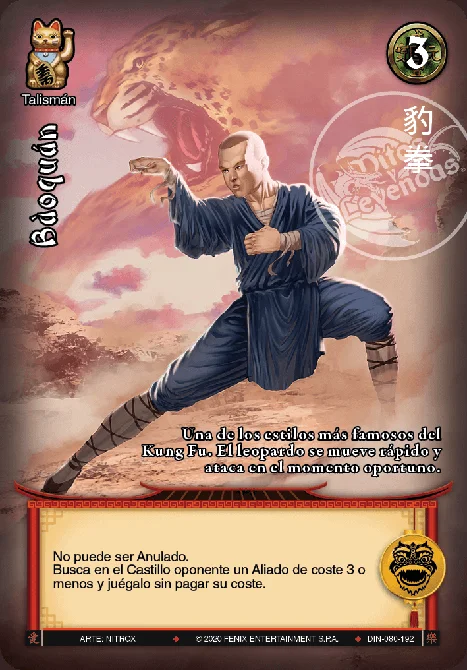 3
Talismán
Bàoquán
豹
拳
Mitos y
Leyendas
Una de los estilos más famosos del
Kung Fu. El leopardo se mueve rápido y
ataca en el momento oportuno.
No puede ser Anulado.
Busca en el Castillo oponente un Aliado de coste 3 o
menos y juégalo sin pagar su coste.
ARTE: NITROX ◆ © 2020 FENIX ENTERTAINMENT S.P.A. ◆ DIN-080-192